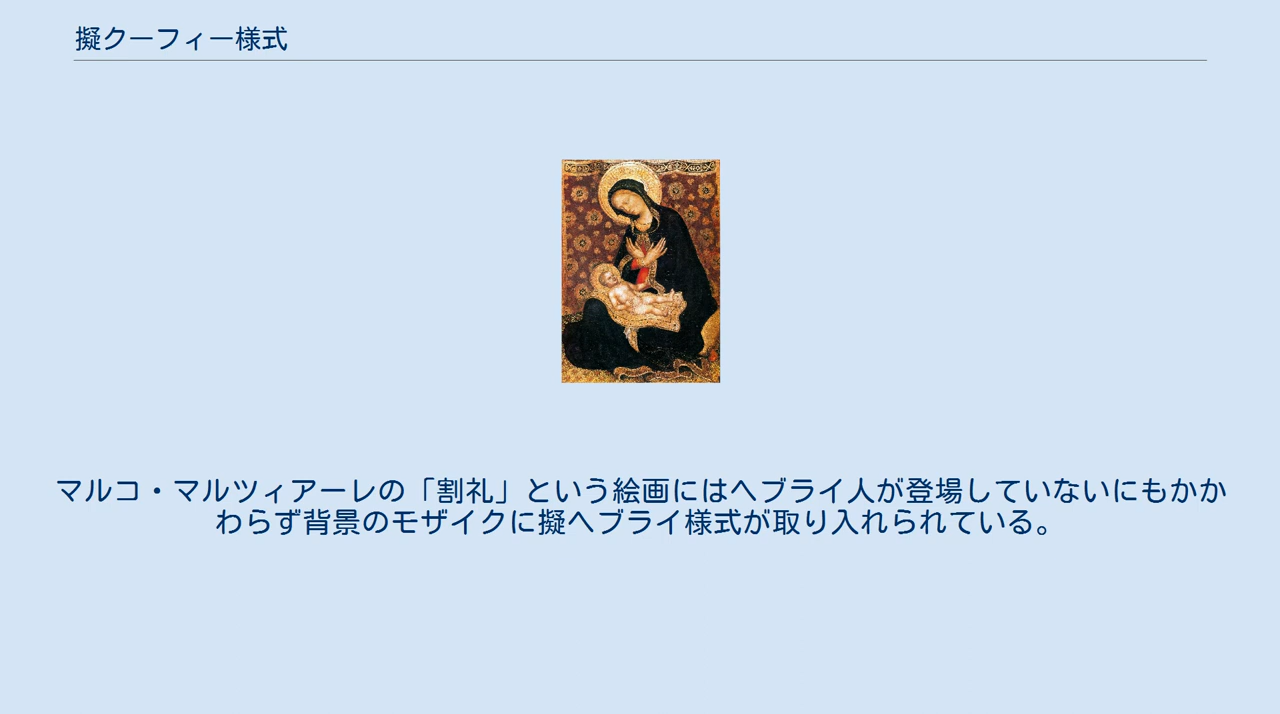 擬クーフィー様式
マルコ・マルツィアーレの「割礼」という絵画にはヘブライ人が登場していないにもかか
わらず背景のモザイクに擬ヘブライ様式が取り入れられている。